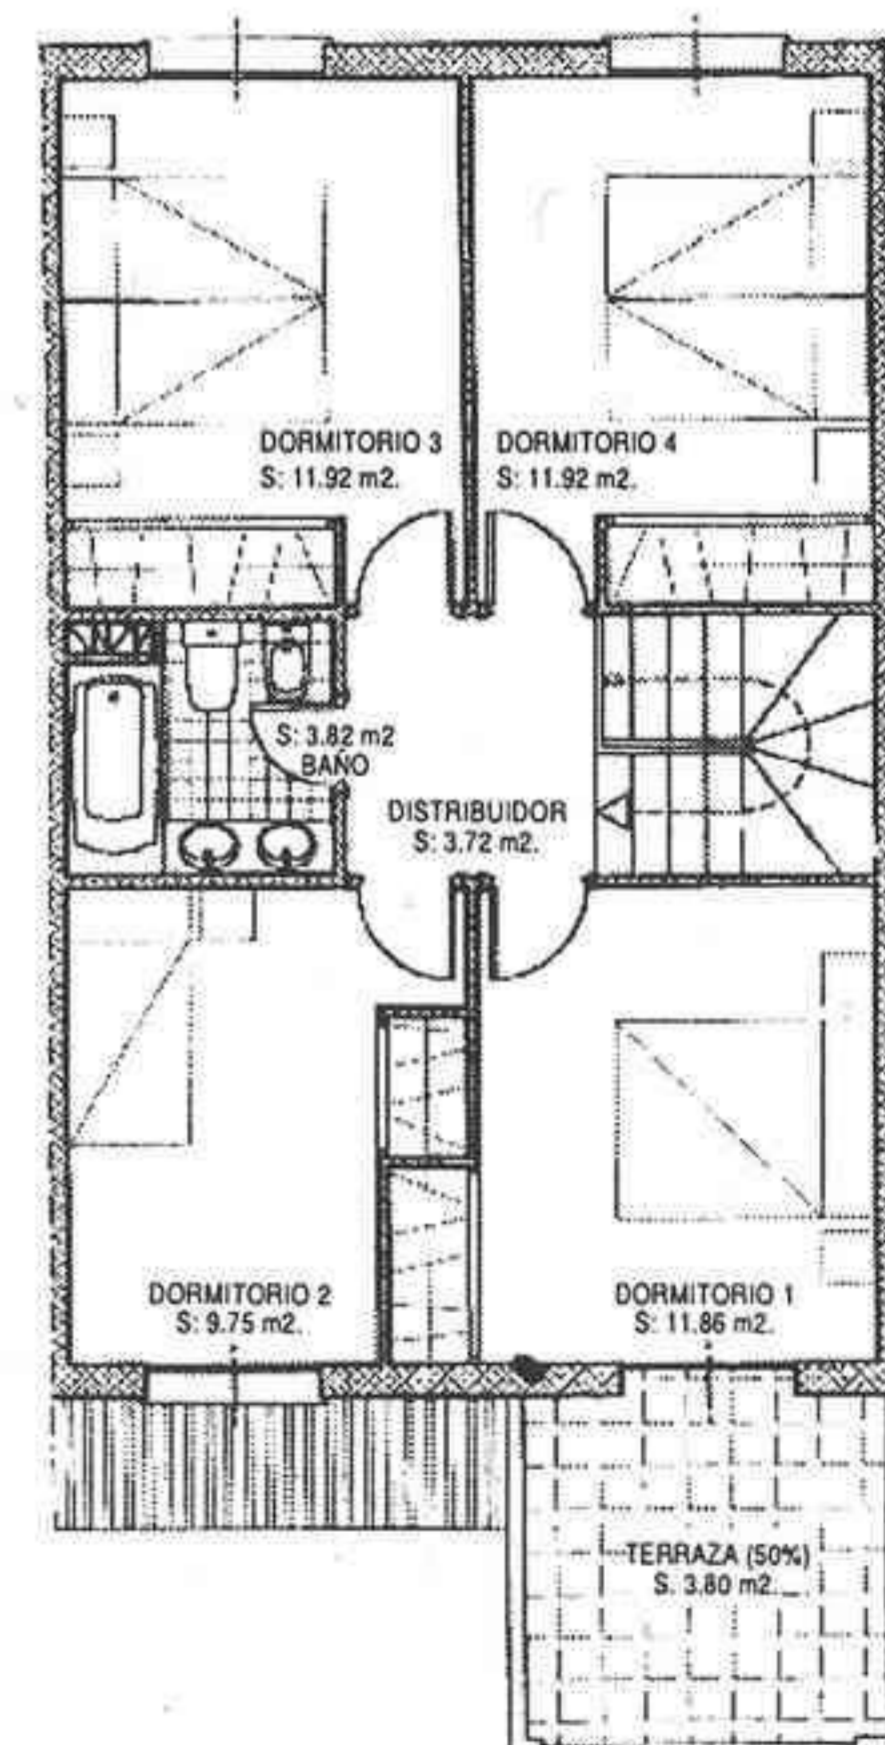 DORMITORIO 3
S: 11.92 m2.
DORMITORIO 4
S: 11.92 m2.
S: 3.82 m2
BAÑO
DISTRIBUIDOR
S: 3.72 m2.
DORMITORIO 2
S: 9.75 m2.
DORMITORIO 1
S: 11.86 m2.
TERRAZA (50%)
S. 3.80 m2.